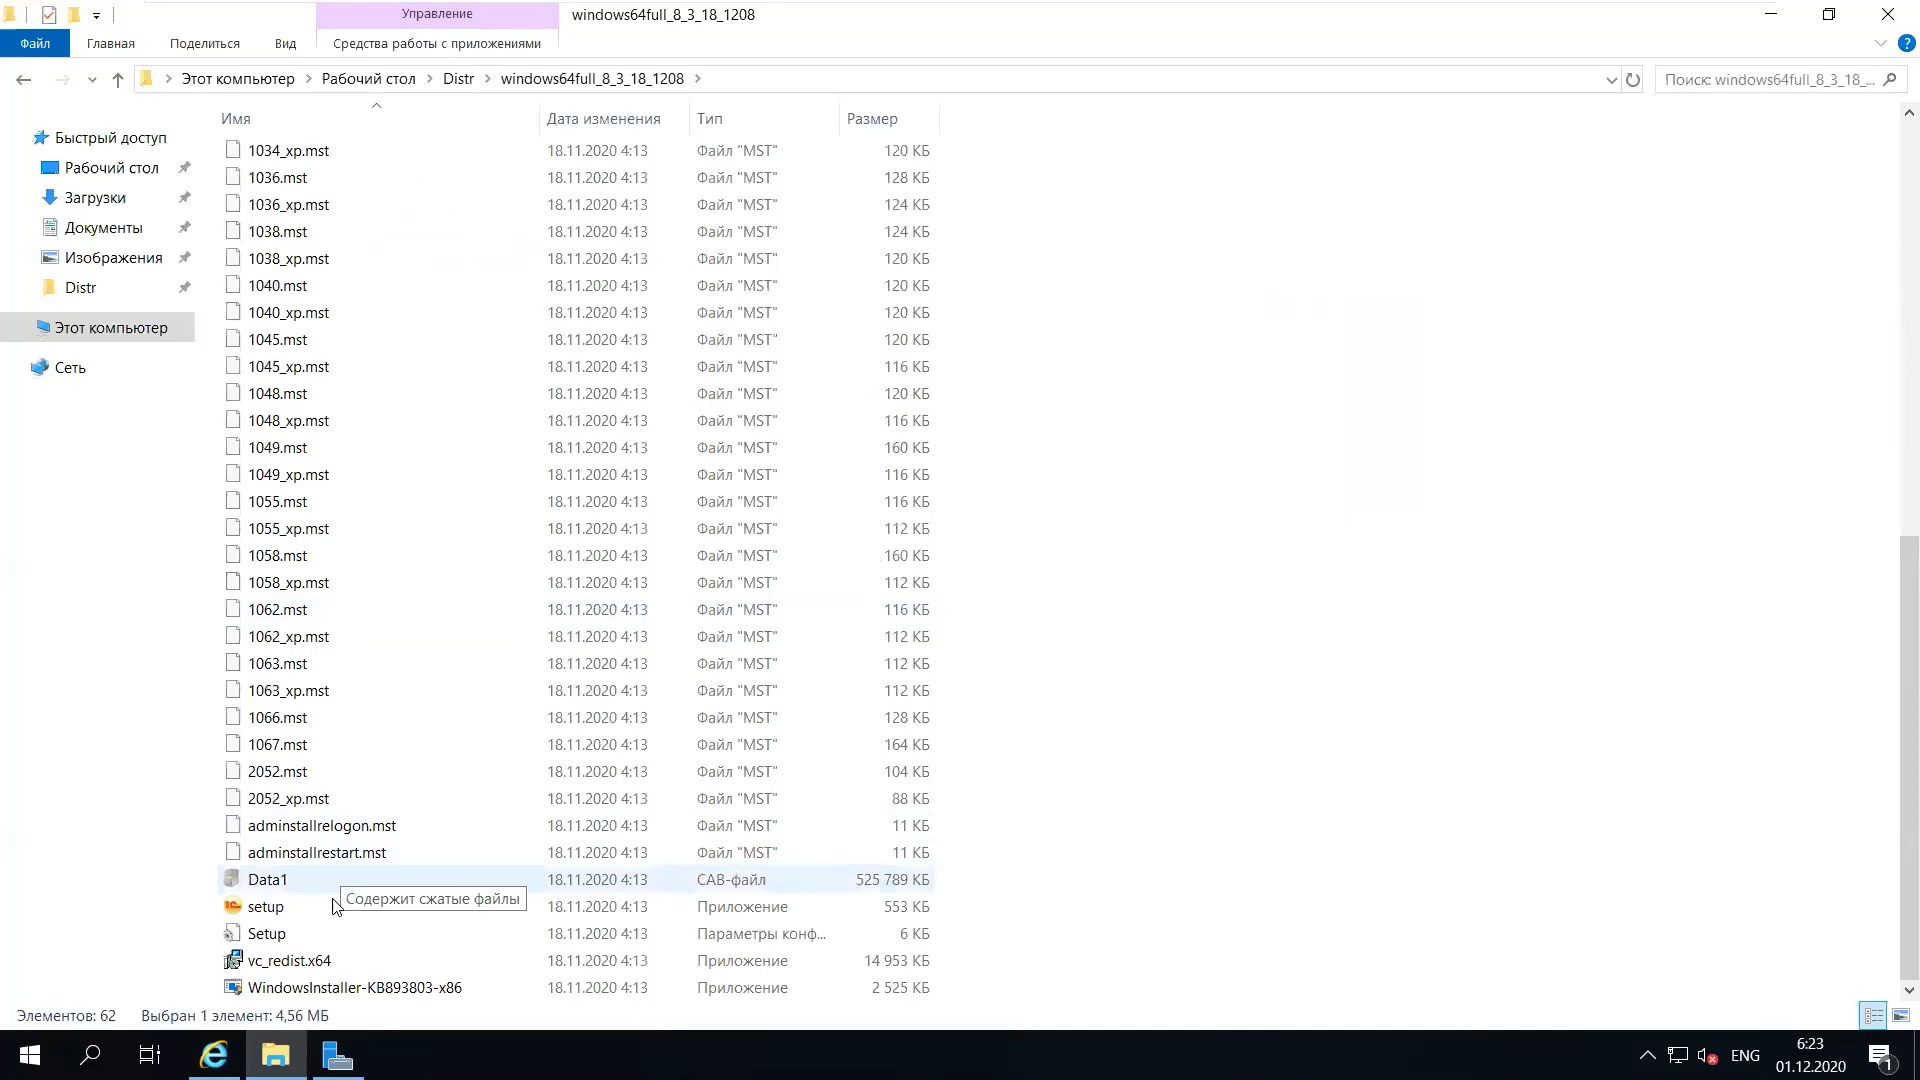 Управление
windows64full_8_3_18_1208
Файл
Главная
Поделиться
Вид
Средства работы с приложениями
Этот компьютер
Рабочий стол
Distr
windows64full_8_3_18_1208
Поиск: windows64full_8_3_18_...
Имя
Дата изменения
Тип
Размер
Быстрый доступ
Рабочий стол
Загрузки
Документы
Изображения
Distr
Этот компьютер
Сеть
1034_xp.mst 18.11.2020 4:13 Файл "MST" 120 КБ
1036.mst 18.11.2020 4:13 Файл "MST" 128 КБ
1036_xp.mst 18.11.2020 4:13 Файл "MST" 124 КБ
1038.mst 18.11.2020 4:13 Файл "MST" 124 КБ
1038_xp.mst 18.11.2020 4:13 Файл "MST" 120 КБ
1040.mst 18.11.2020 4:13 Файл "MST" 120 КБ
1040_xp.mst 18.11.2020 4:13 Файл "MST" 120 КБ
1045.mst 18.11.2020 4:13 Файл "MST" 120 КБ
1045_xp.mst 18.11.2020 4:13 Файл "MST" 116 КБ
1048.mst 18.11.2020 4:13 Файл "MST" 120 КБ
1048_xp.mst 18.11.2020 4:13 Файл "MST" 116 КБ
1049.mst 18.11.2020 4:13 Файл "MST" 160 КБ
1049_xp.mst 18.11.2020 4:13 Файл "MST" 116 КБ
1055.mst 18.11.2020 4:13 Файл "MST" 116 КБ
1055_xp.mst 18.11.2020 4:13 Файл "MST" 112 КБ
1058.mst 18.11.2020 4:13 Файл "MST" 160 КБ
1058_xp.mst 18.11.2020 4:13 Файл "MST" 112 КБ
1062.mst 18.11.2020 4:13 Файл "MST" 116 КБ
1062_xp.mst 18.11.2020 4:13 Файл "MST" 112 КБ
1063.mst 18.11.2020 4:13 Файл "MST" 112 КБ
1063_xp.mst 18.11.2020 4:13 Файл "MST" 112 КБ
1066.mst 18.11.2020 4:13 Файл "MST" 128 КБ
1067.mst 18.11.2020 4:13 Файл "MST" 164 КБ
2052.mst 18.11.2020 4:13 Файл "MST" 104 КБ
2052_xp.mst 18.11.2020 4:13 Файл "MST" 88 КБ
adminstallrelogon.mst 18.11.2020 4:13 Файл "MST" 11 КБ
adminstallrestart.mst 18.11.2020 4:13 Файл "MST" 11 КБ
Data1 18.11.2020 4:13 CAB-файл 525 789 КБ
Содержит сжатые файлы
setup 18.11.2020 4:13 Приложение 553 КБ
Setup 18.11.2020 4:13 Параметры конф... 6 КБ
vc_redist.x64 18.11.2020 4:13 Приложение 14 953 КБ
WindowsInstaller-KB893803-x86 18.11.2020 4:13 Приложение 2 525 КБ
Элементов: 62
Выбран 1 элемент: 4,56 МБ
ENG
6:23
01.12.2020
1